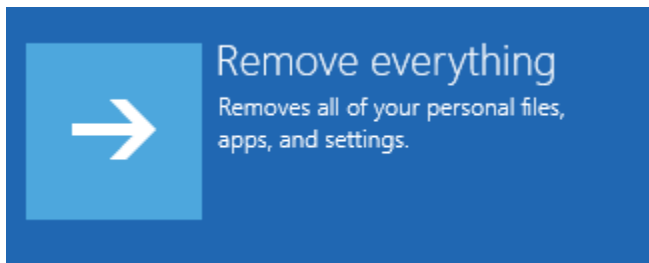 Remove everything
Removes all of your personal files,
apps, and settings.